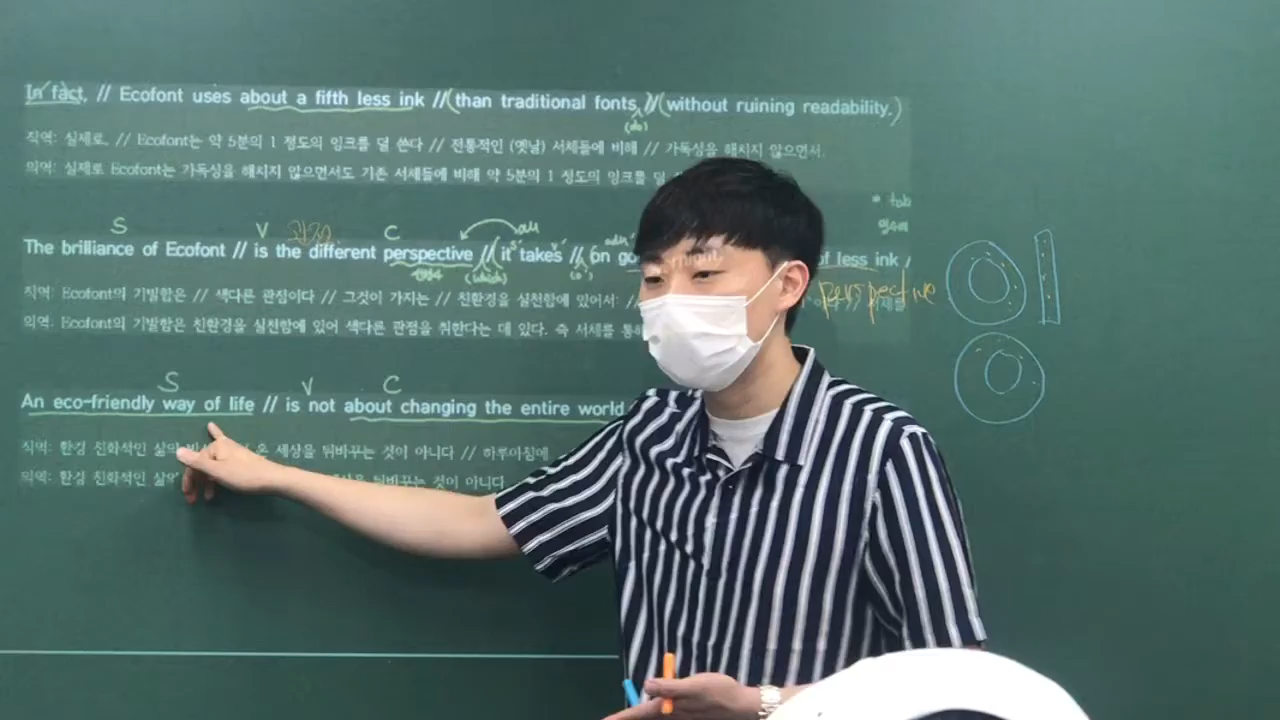 In fact, // Ecofont uses about a fifth less ink // (than traditional fonts, // (without ruining readability.)
(do)
직역: 실제로, // Ecofont는 약 5분의 1 정도의 잉크를 덜 쓴다 // 전통적인 (옛날) 서체들에 비해 // 가독성을 해치지 않으면서.
의역: 실제로 Ecofont는 가독성을 해치지 않으면서도 기존 서체들에 비해 약 5분의 1 정도의 잉크를 덜
S V 관점 C
The brilliance of Ecofont // is the different perspective // it takes // on of less ink /
(which)
perspective
직역: Ecofont의 기발함은 // 색다른 관점이다 // 그것이 가지는 // 친환경을 실천함에 있어서: //
의역: Ecofont의 기발함은 친환경을 실천함에 있어 색다른 관점을 취한다는 데 있다. 즉 서체를 통해
S V C
An eco-friendly way of life // is not about changing the entire world
직역: 환경 친화적인 삶의 온 세상을 뒤바꾸는 것이 아니다 // 하루아침에
의역: 환경 친화적인 삶의 뒤바꾸는 것이 아니다